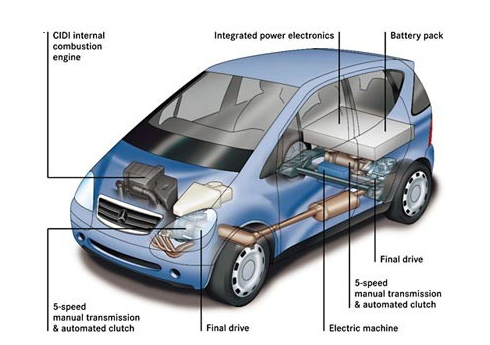 CIDI internal
combustion
engine
Integrated power electronics
Battery pack
Final drive
5-speed
manual transmission
& automated clutch
5-speed
manual transmission
& automated clutch
Final drive
Electric machine